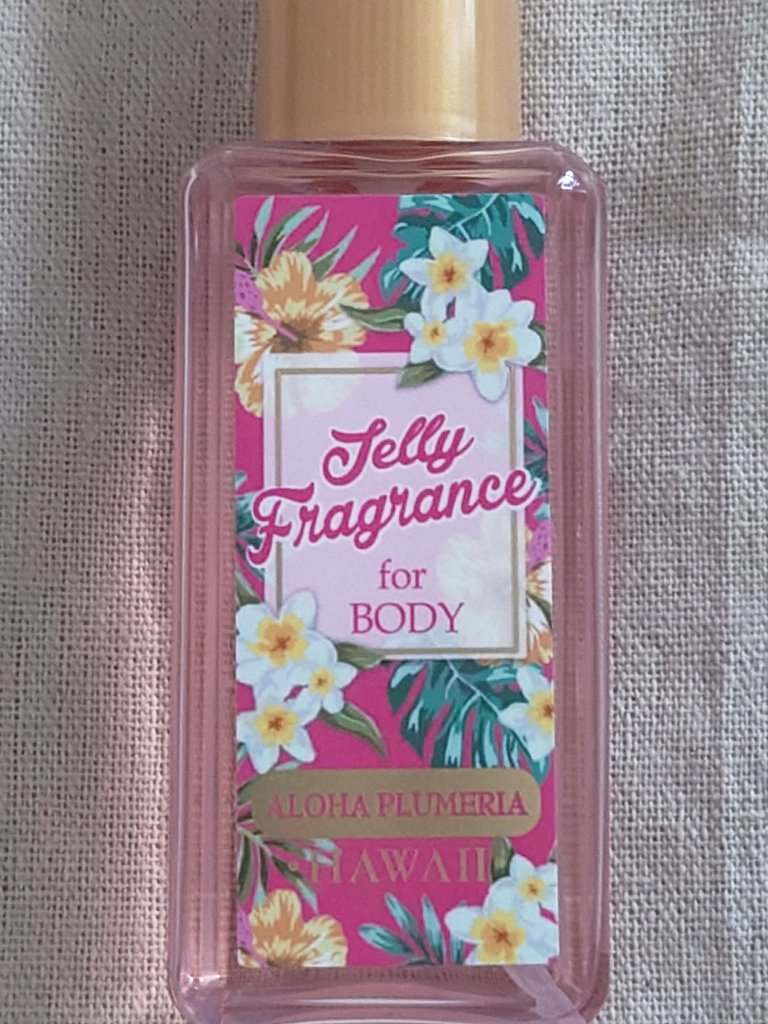 Jelly
Fragrance
for
BODY
ALOHA PLUMERIA
HAWAII